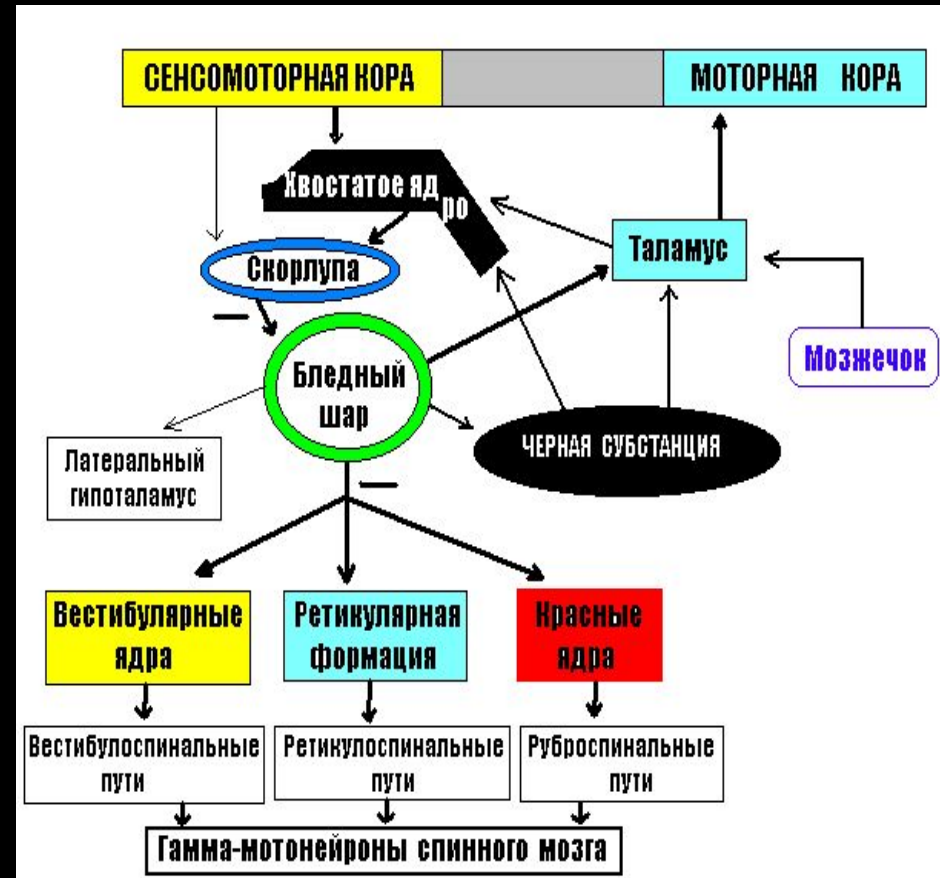 СЕНСОМОТОРНАЯ КОРА
МОТОРНАЯ КОРА
Хвостатое яд
ро
Скорлупа
Таламус
Бледный
шар
Мозжечок
ЧЕРНАЯ СУБСТАНЦИЯ
Латеральный
гипоталамус
Вестибулярные
ядра
Ретикулярная
формация
Красные
ядра
Вестибулоспинальные
пути
Ретикулоспинальные
пути
Руброспинальные
пути
Гамма-мотонейроны спинного мозга